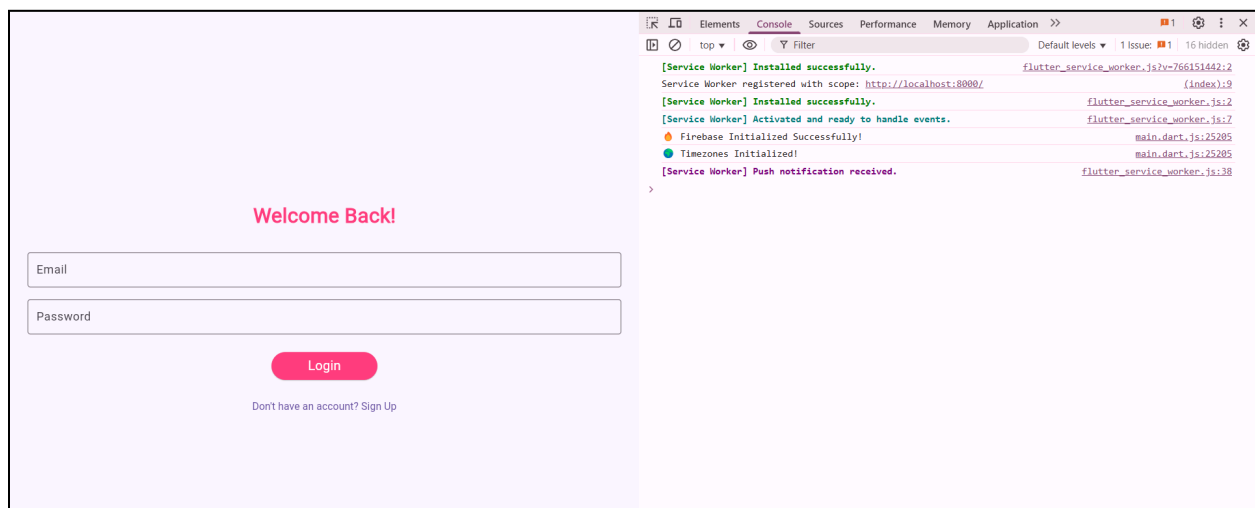 Welcome Back!
Email
Password
Login
Don't have an account? Sign Up
Elements Console Sources Performance Memory Application 1
top Filter Default levels 1 Issue: 1 16 hidden
[Service Worker] Installed successfully. flutter_service_worker.js?v=766151442:2
Service Worker registered with scope: http://localhost:8000/ (index):9
[Service Worker] Installed successfully. flutter_service_worker.js:2
[Service Worker] Activated and ready to handle events. flutter_service_worker.js:7
🔥 Firebase Initialized Successfully! main.dart.js:25205
🌍 Timezones Initialized! main.dart.js:25205
[Service Worker] Push notification received. flutter_service_worker.js:38